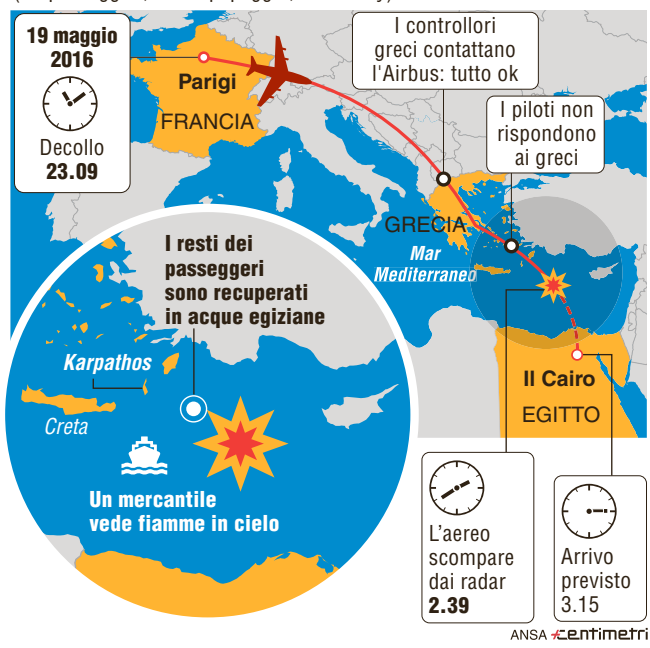 19 maggio
2016
Decollo
23.09
Parigi
FRANCIA
I controllori
greci contattano
l'Airbus: tutto ok
I piloti non
rispondono
ai greci
GRECIA
Mar
Mediterraneo
I resti dei
passeggeri
sono recuperati
in acque egiziane
Karpathos
Creta
Un mercantile
vede fiamme in cielo
Il Cairo
EGITTO
L'aereo
scompare
dai radar
2.39
Arrivo
previsto
3.15
ANSA centimetri